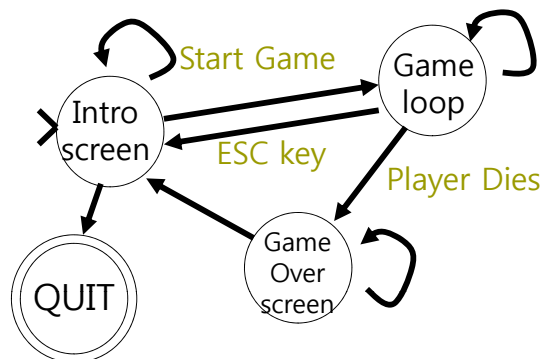 Start Game
Game
loop
Intro
screen
ESC key
Player Dies
Game
Over
screen
QUIT